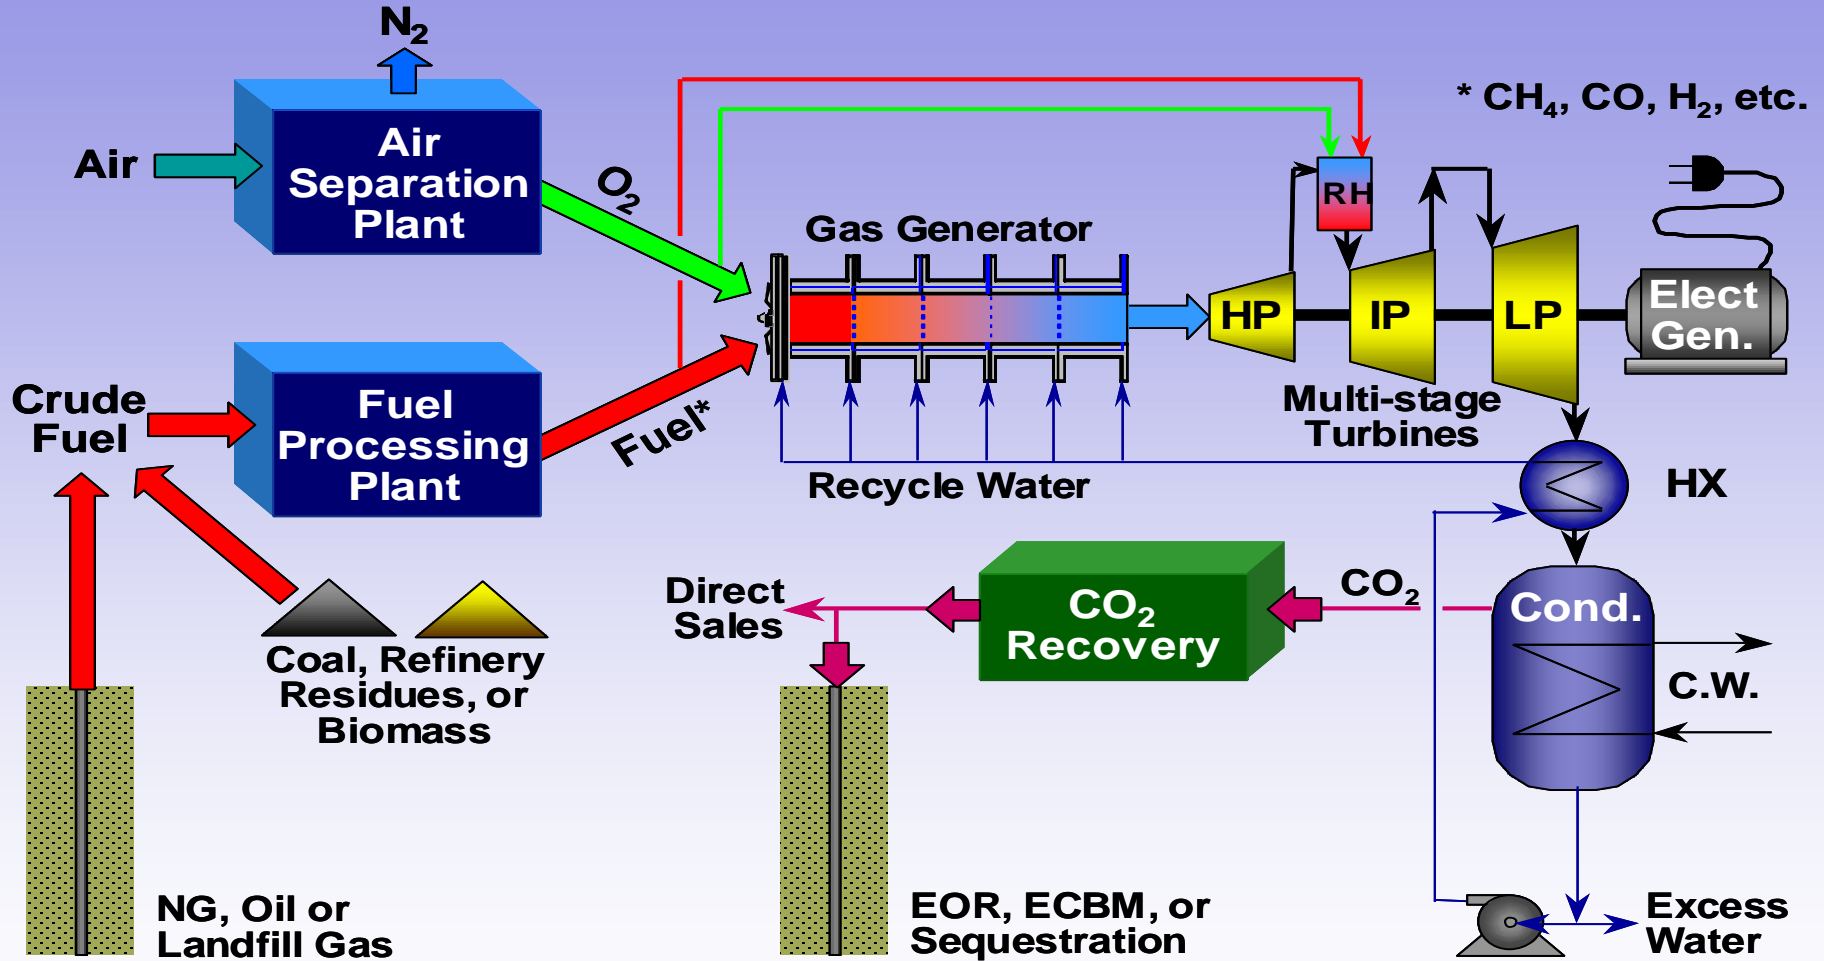 N₂
* CH₄, CO, H₂, etc.
Air
Air
Separation
Plant
O₂
RH
Gas Generator
HP
IP
LP
Elect
Gen.
Multi-stage
Turbines
Crude
Fuel
Fuel
Processing
Plant
Fuel*
Recycle Water
HX
Direct
Sales
CO₂
Recovery
CO₂
Cond.
C.W.
Coal, Refinery
Residues, or
Biomass
NG, Oil or
Landfill Gas
EOR, ECBM, or
Sequestration
Excess
Water